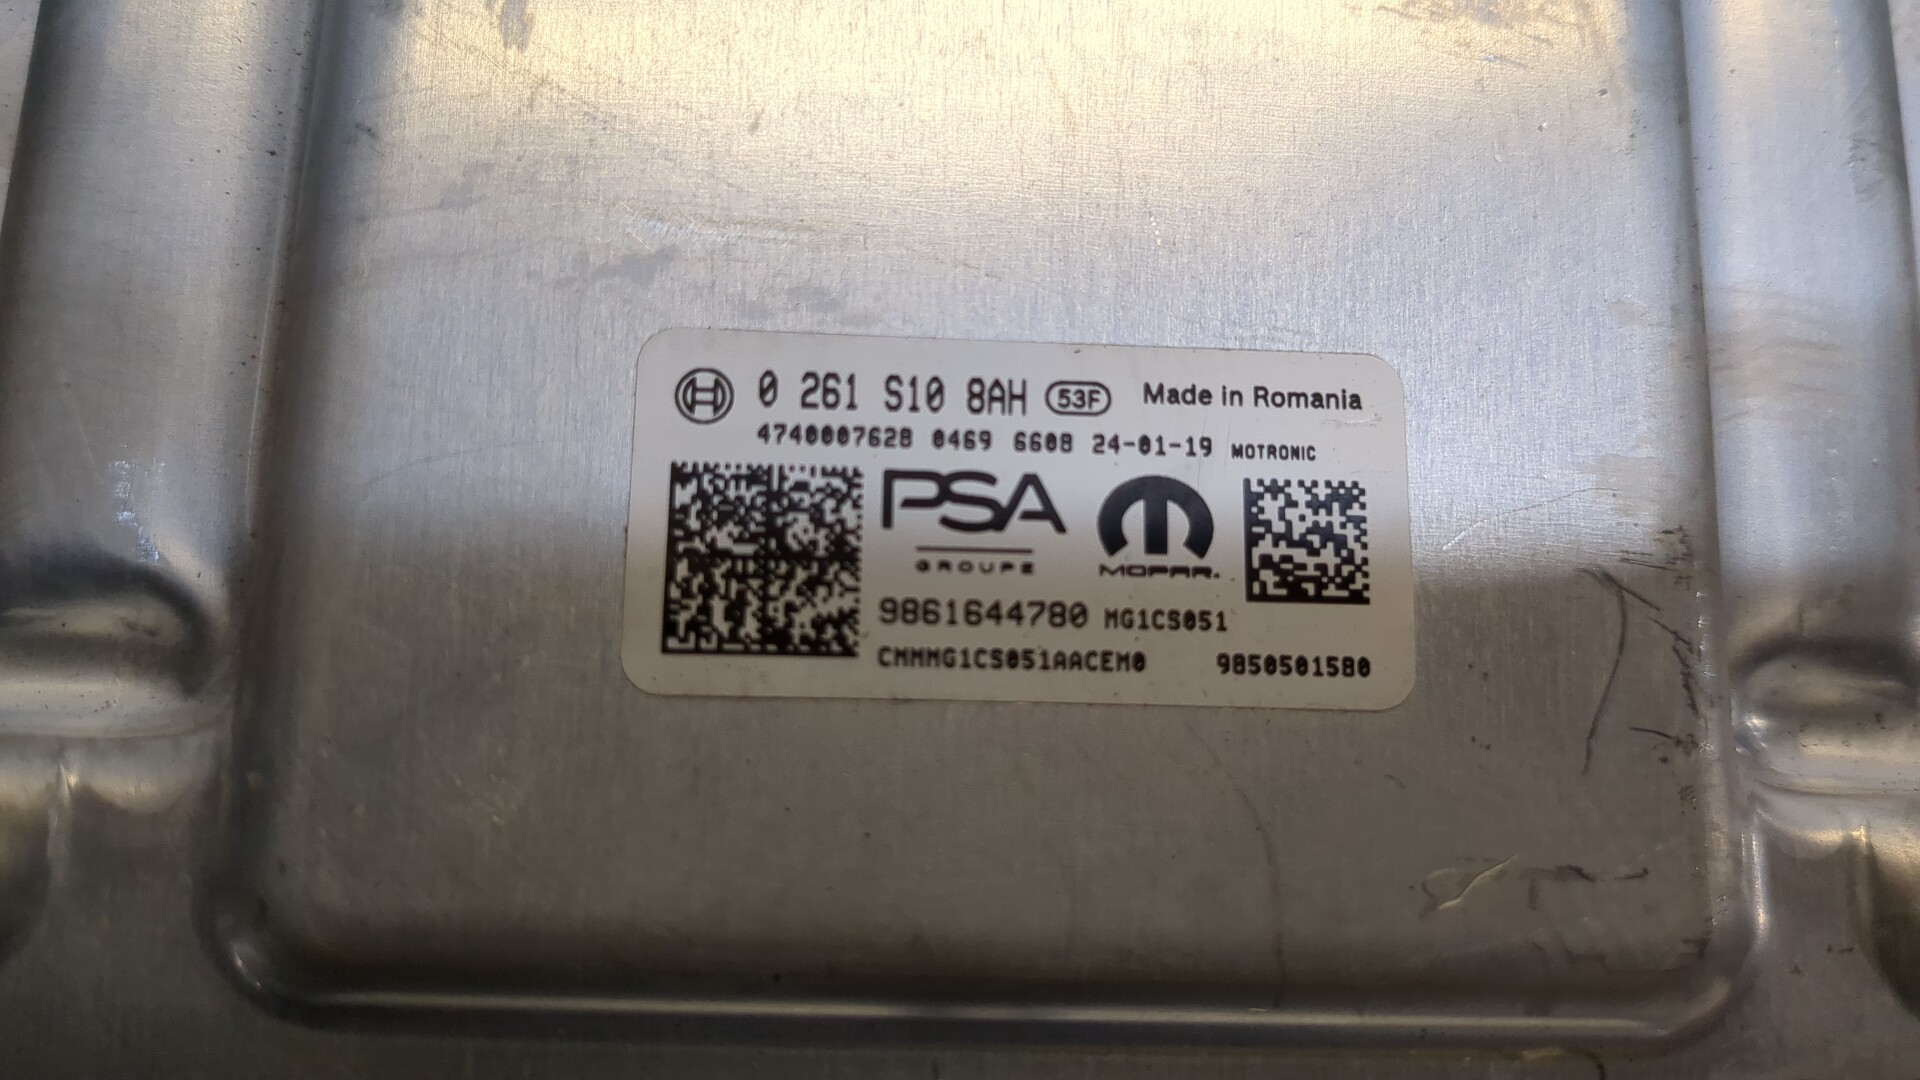 0 261 S10 8AH 53F Made in Romania
4740007628 0469 6608 24-01-19 MOTRONIC
PSA
GROUPE
MOPAR.
9861644780 MG1CS051
CMMMG1CS051AACEM0 9850501580